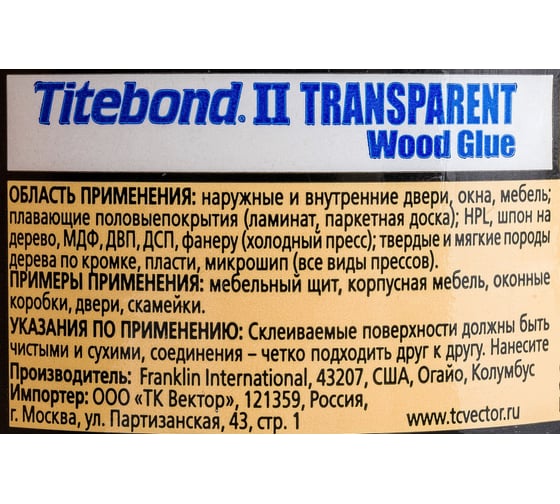 Titebond® II TRANSPARENT
Wood Glue
ОБЛАСТЬ ПРИМЕНЕНИЯ: наружные и внутренние двери, окна, мебель;
плавающие половыепокрытия (ламинат, паркетная доска); HPL, шпон на
дерево, МДФ, ДВП, ДСП, фанеру (холодный пресс); твердые и мягкие породы
дерева по кромке, пласти, микрошип (все виды прессов).
ПРИМЕРЫ ПРИМЕНЕНИЯ: мебельный щит, корпусная мебель, оконные
коробки, двери, скамейки.
УКАЗАНИЯ ПО ПРИМЕНЕНИЮ: Склеиваемые поверхности должны быть
чистыми и сухими, соединения – четко подходить друг к другу. Нанесите
Производитель: Franklin International, 43207, США, Огайо, Колумбус
Импортер: ООО «ТК Вектор», 121359, Россия,
г. Москва, ул. Партизанская, 43, стр. 1 www.tcvector.ru